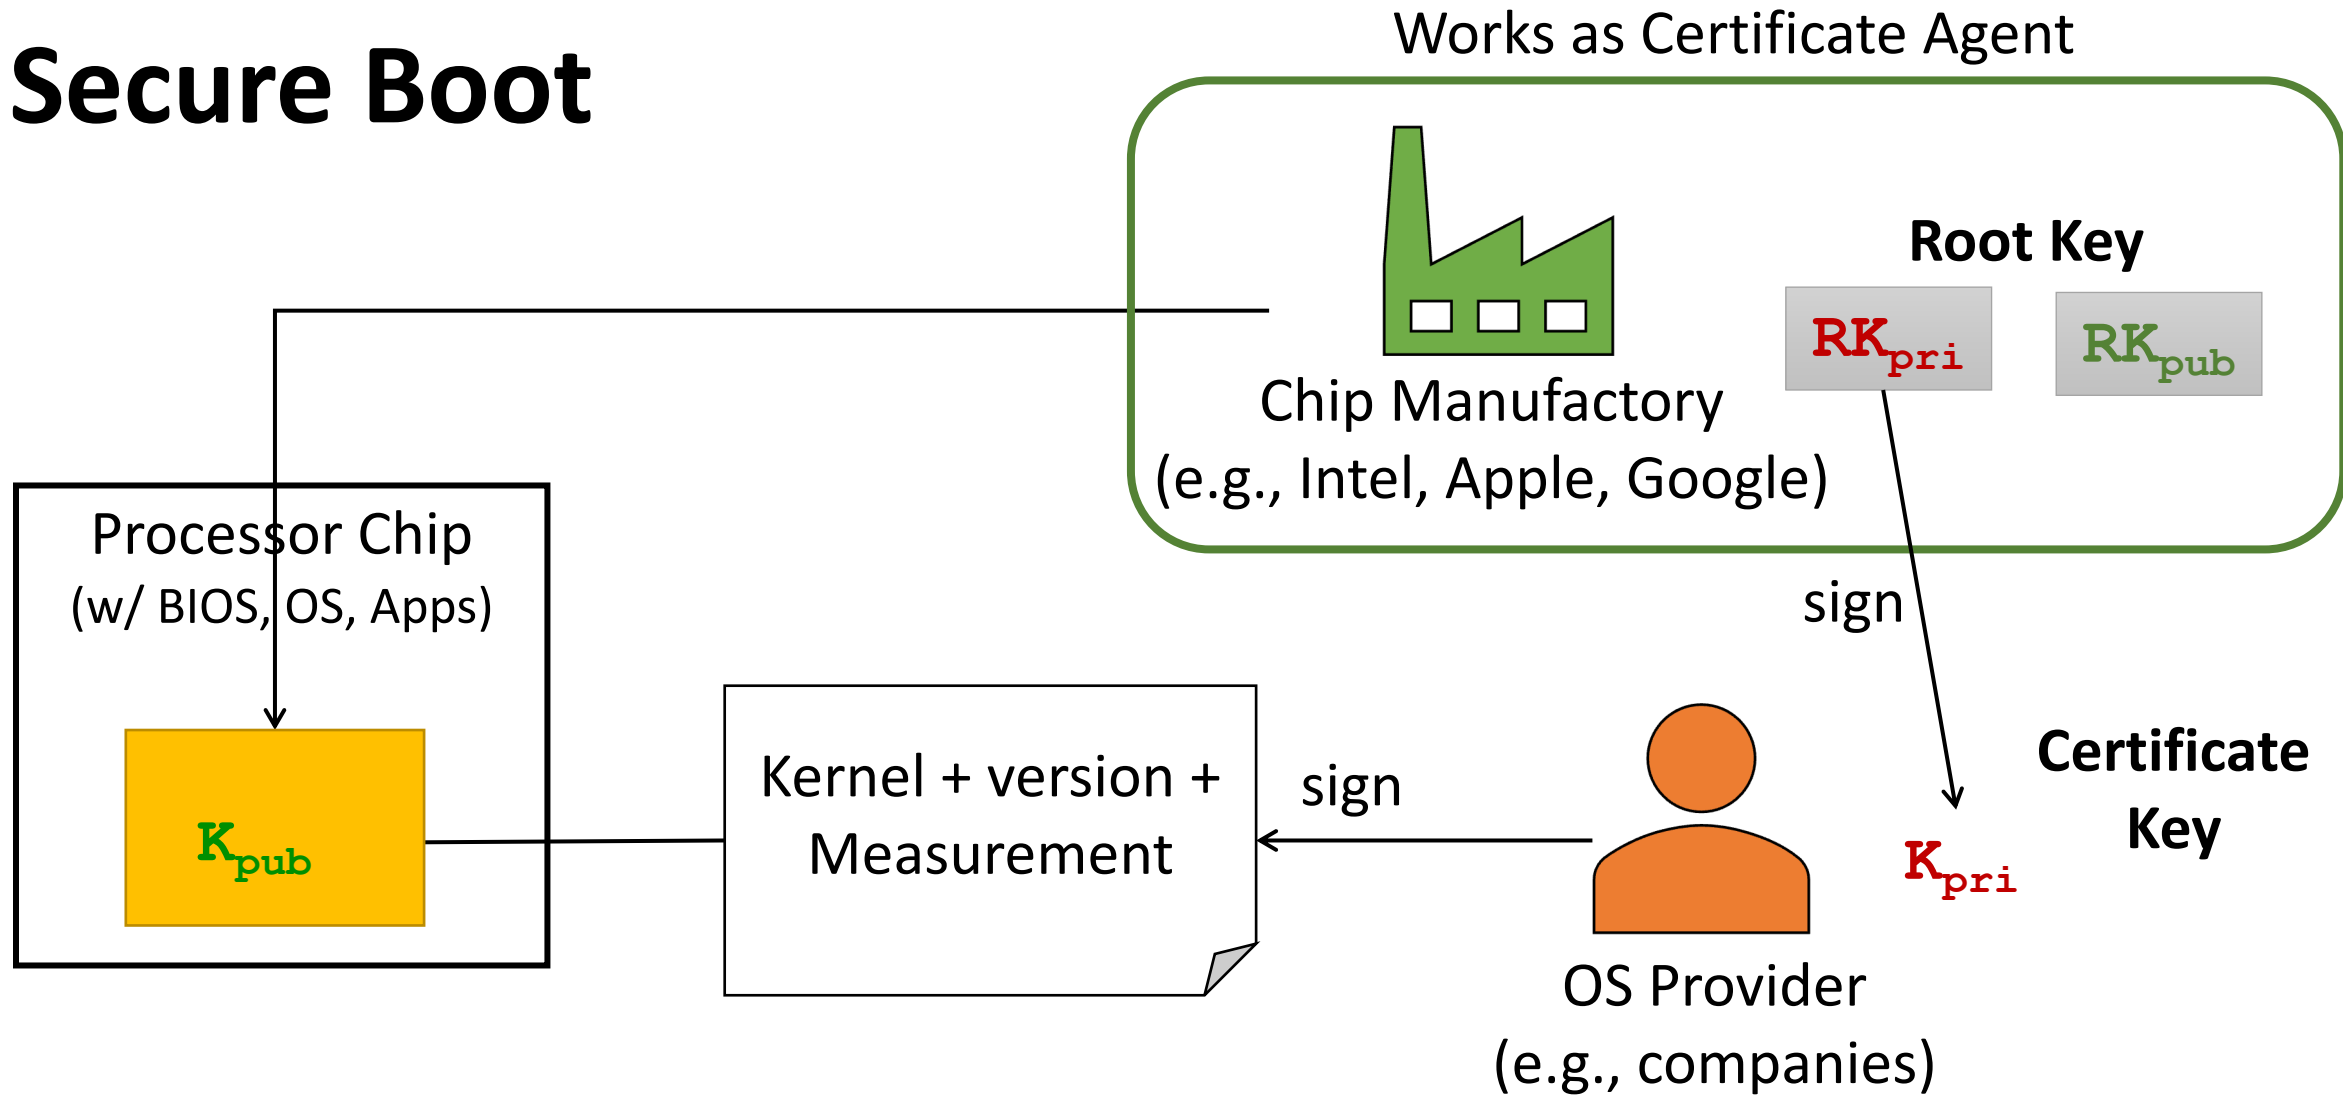 Secure Boot
Works as Certificate Agent
Root Key
RKpri
RKpub
Chip Manufactory
(e.g., Intel, Apple, Google)
Processor Chip
(w/ BIOS, OS, Apps)
sign
Kpub
Kernel + version +
Measurement
sign
Certificate
Key
Kpri
OS Provider
(e.g., companies)